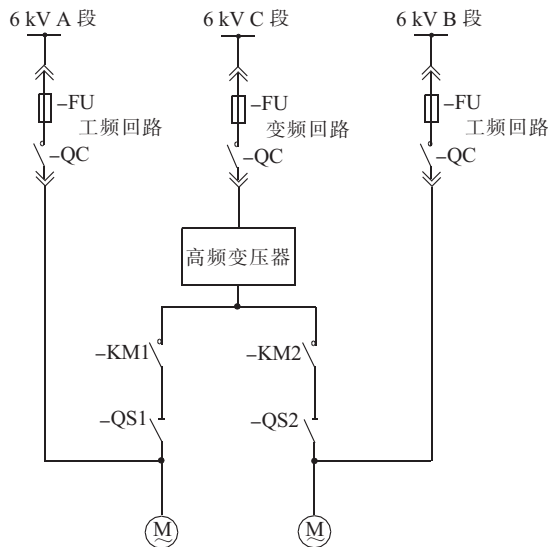 6 kV A 段
6 kV C 段
6 kV B 段
–FU
–FU
–FU
工频回路
变频回路
工频回路
–QC
–QC
–QC
高频变压器
–KM1
–KM2
–QS1
–QS2
M
~
M
~